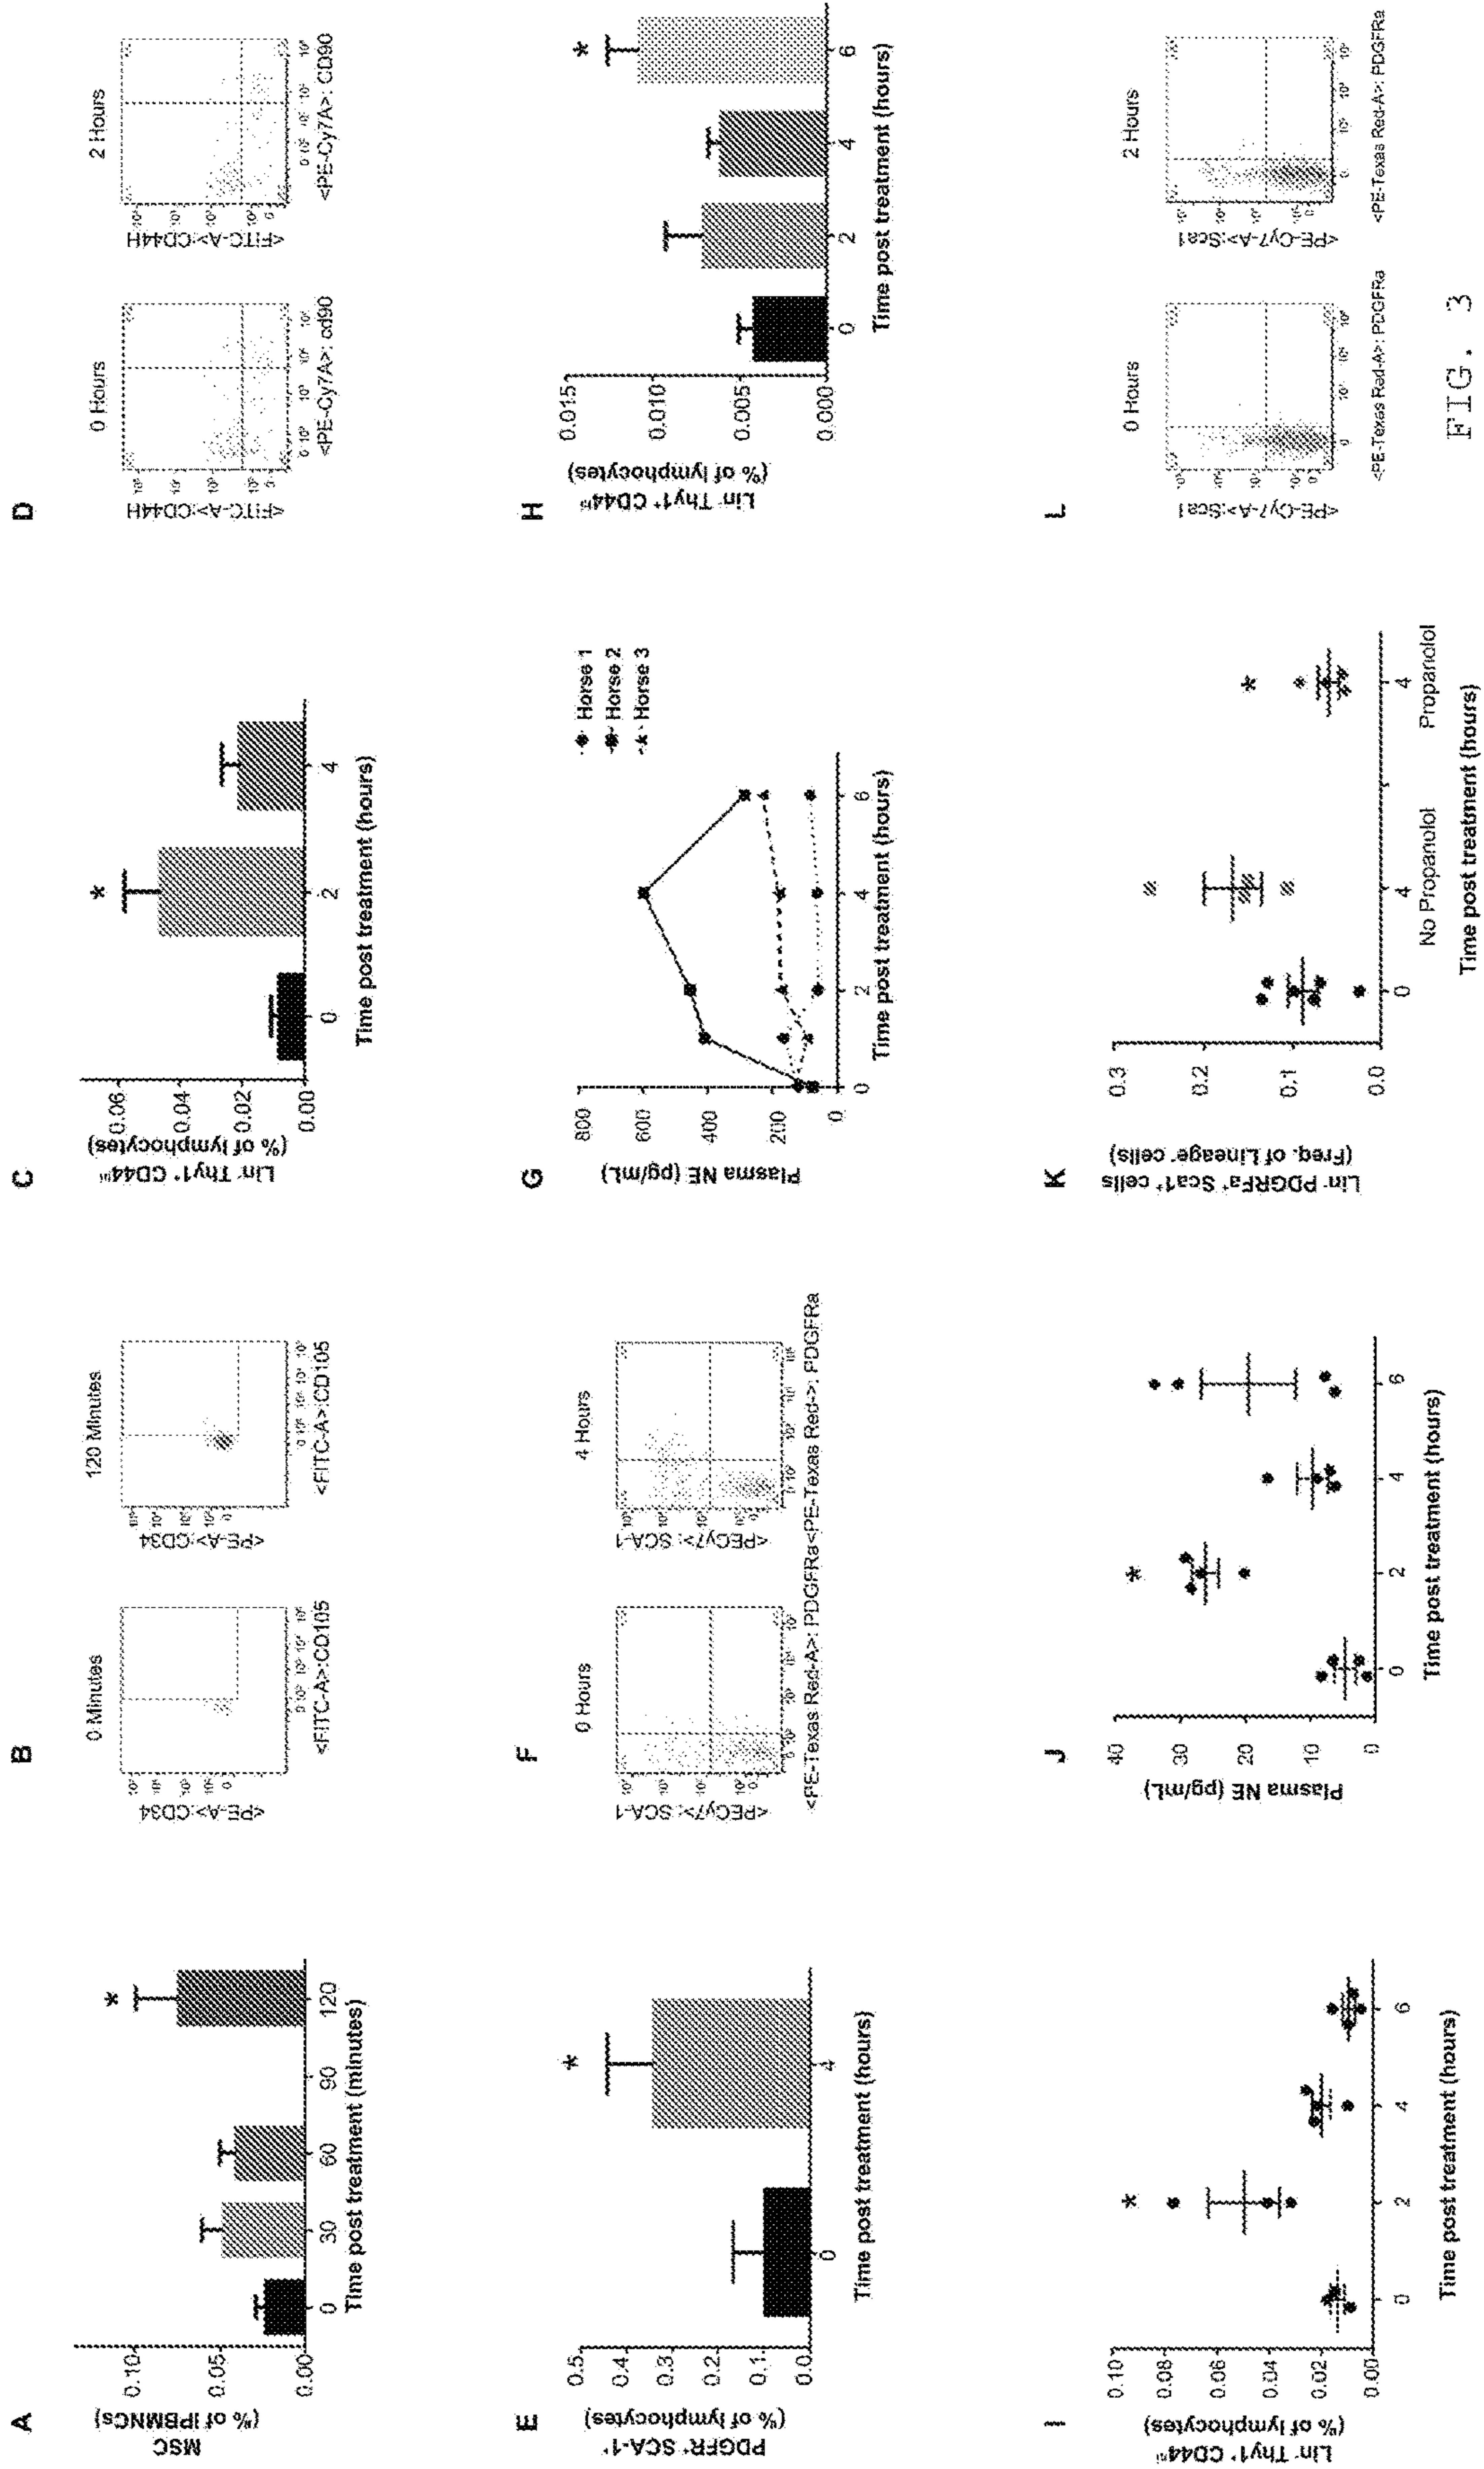 A
MSC
(% of IPBMNCs)
0.10
0.05
0.00
0
30
60
90
120
*
Time post treatment (minutes)
B
0 Minutes
<PE-A>:CD34
<FITC-A>:CD105
120 Minutes
<PE-A>:CD34
<FITC-A>:CD105
C
Lin⁻ Thy1⁺ CD44ʰⁱ
(% of lymphocytes)
0.06
0.04
0.02
0.00
*
0
2
4
Time post treatment (hours)
D
0 Hours
<FITC-A>:CD44H
<PE-Cy7A>: cd90
2 Hours
<FITC-A>:CD44H
<PE-Cy7A>: CD90
E
PDGFR⁺ SCA-1⁺
(% of lymphocytes)
0.5
0.4
0.3
0.2
0.1
0.0
*
0
4
Time post treatment (hours)
F
0 Hours
<PECy7>: SCA-1
<PE-Texas Red-A>: PDGFRa
4 Hours
<PECy7>: SCA-1
<PE-Texas Red->: PDGFRa
G
Plasma NE (pg/mL)
800
600
400
200
0
0
2
4
6
Time post treatment (hours)
Horse 1
Horse 2
Horse 3
H
Lin⁻ Thy1⁺ CD44ʰⁱ
(% of lymphocytes)
0.015
0.010
0.005
0.000
*
0
2
4
6
Time post treatment (hours)
I
Lin⁻ Thy1⁺ CD44ʰⁱ
(% of lymphocytes)
0.10
0.08
0.06
0.04
0.02
0.00
*
0
2
4
6
Time post treatment (hours)
J
Plasma NE (pg/mL)
40
30
20
10
0
*
0
2
4
6
Time post treatment (hours)
K
Lin⁻ PDGRFa⁺ Sca1⁺ cells
(Freq. of Lineage⁻ cells)
0.3
0.2
0.1
0.0
*
0
4
4
No Propanolol
Propanolol
Time post treatment (hours)
L
0 Hours
<PE-Cy7-A>:Sca1
<PE-Texas Red-A>: PDGFRa
2 Hours
<PE-Cy7-A>:Sca1
<PE-Texas Red-A>: PDGFRa
FIG. 3